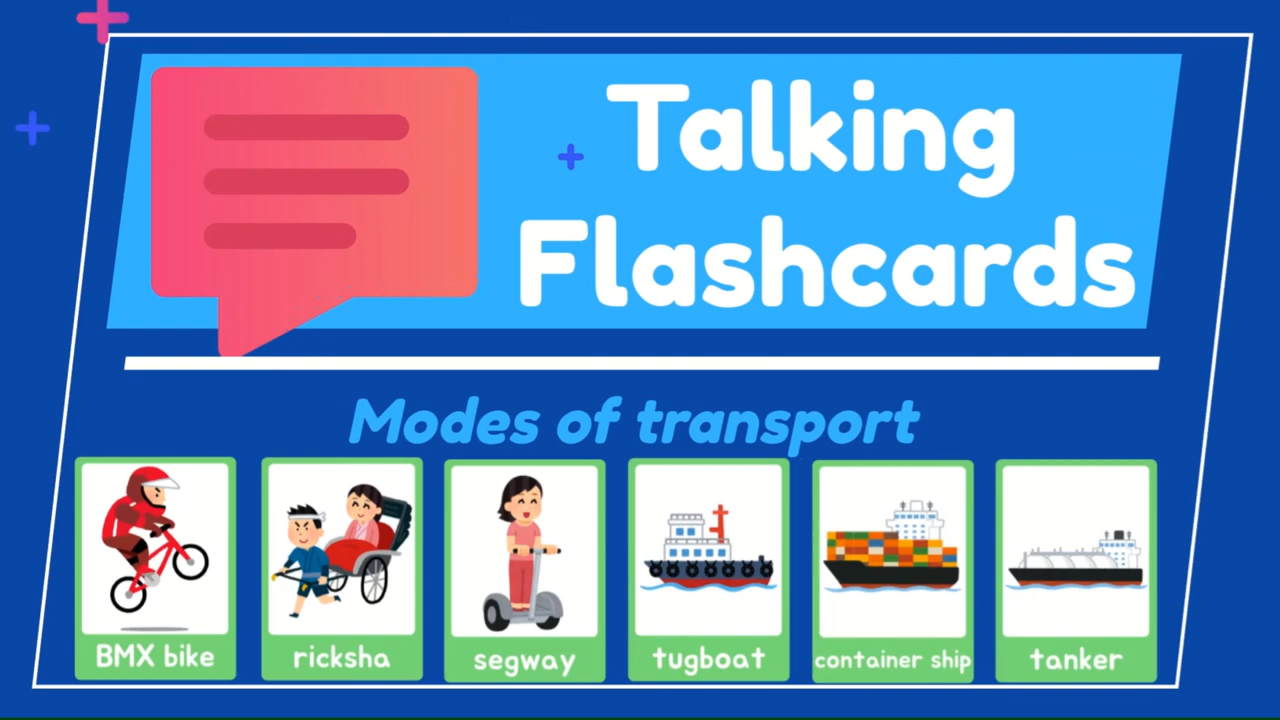 Talking
Flashcards
Modes of transport
BMX bike
ricksha
segway
tugboat
container ship
tanker